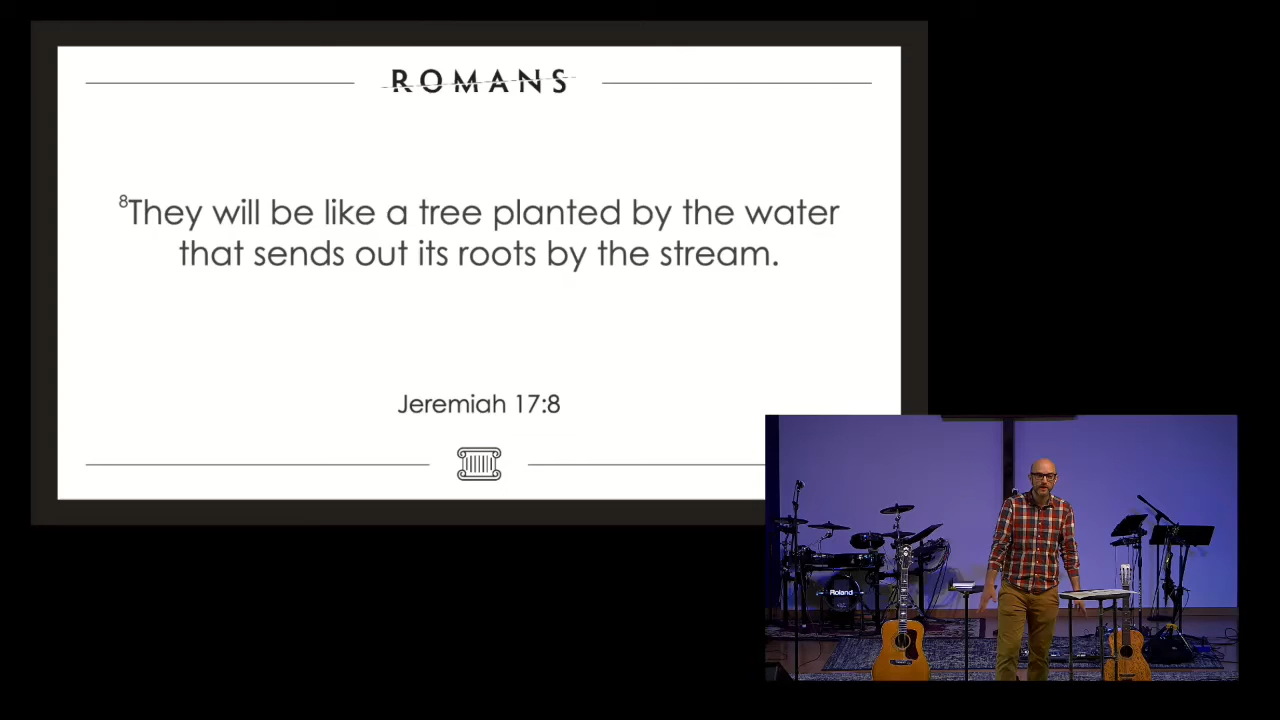 ROMANS
⁸They will be like a tree planted by the water
that sends out its roots by the stream.
Jeremiah 17:8
Roland